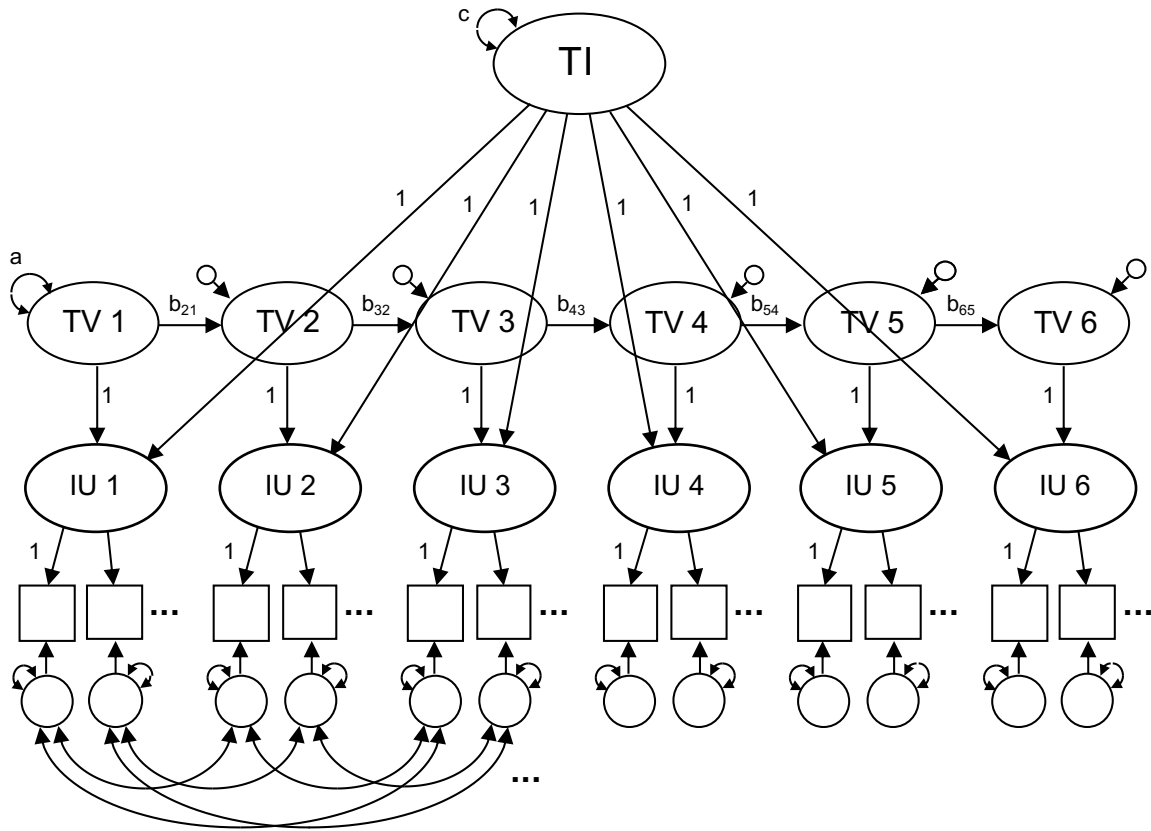 c
TI
1 1 1 1 1 1
a
b21 b32 b43 b54 b65
TV 1 TV 2 TV 3 TV 4 TV 5 TV 6
1 1 1 1 1 1
IU 1 IU 2 IU 3 IU 4 IU 5 IU 6
1 1 1 1 1 1
... ... ... ... ... ...
...